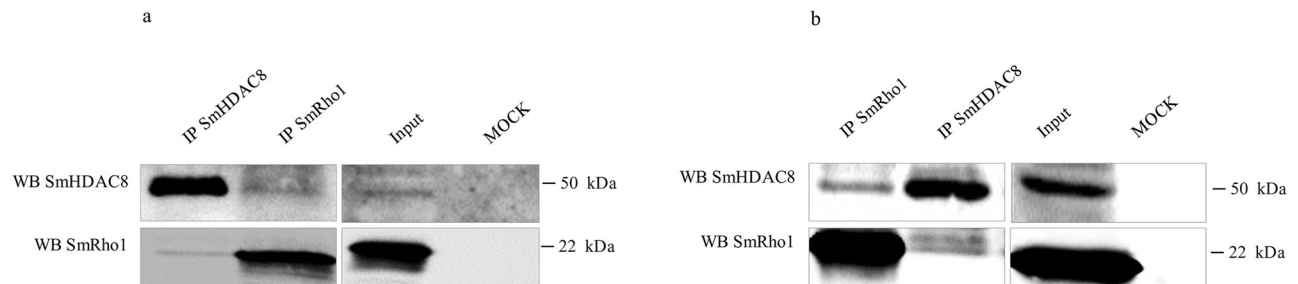 a
IP SmHDAC8
IP SmRho1
Input
MOCK
WB SmHDAC8
50 kDa
WB SmRho1
22 kDa
b
IP SmRho1
IP SmHDAC8
Input
MOCK
WB SmHDAC8
50 kDa
WB SmRho1
22 kDa